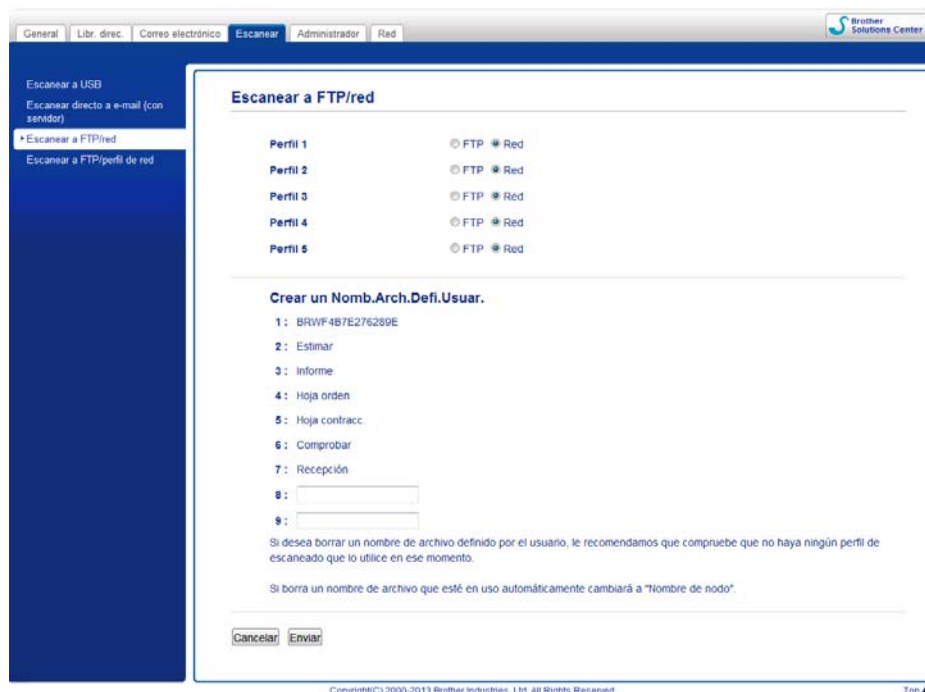 General Libr. direc. Correo electrónico Escanear Administrador Red
Brother
Solutions Center
Escanear a USB
Escanear directo a e-mail (con
servidor)
Escanear a FTP/red
Escanear a FTP/perfil de red
Escanear a FTP/red
Perfil 1 FTP Red
Perfil 2 FTP Red
Perfil 3 FTP Red
Perfil 4 FTP Red
Perfil 5 FTP Red
Crear un Nomb.Arch.Defi.Usuar.
1 : BRWF4B7E276289E
2 : Estimar
3 : Informe
4 : Hoja orden
5 : Hoja contracc.
6 : Comprobar
7 : Recepción
8 :
9 :
Si desea borrar un nombre de archivo definido por el usuario, le recomendamos que compruebe que no haya ningún perfil de
escaneado que lo utilice en ese momento.
Si borra un nombre de archivo que esté en uso automáticamente cambiará a "Nombre de nodo".
Cancelar Enviar
Copyright(C) 2000-2013 Brother Industries, Ltd. All Rights Reserved. Top